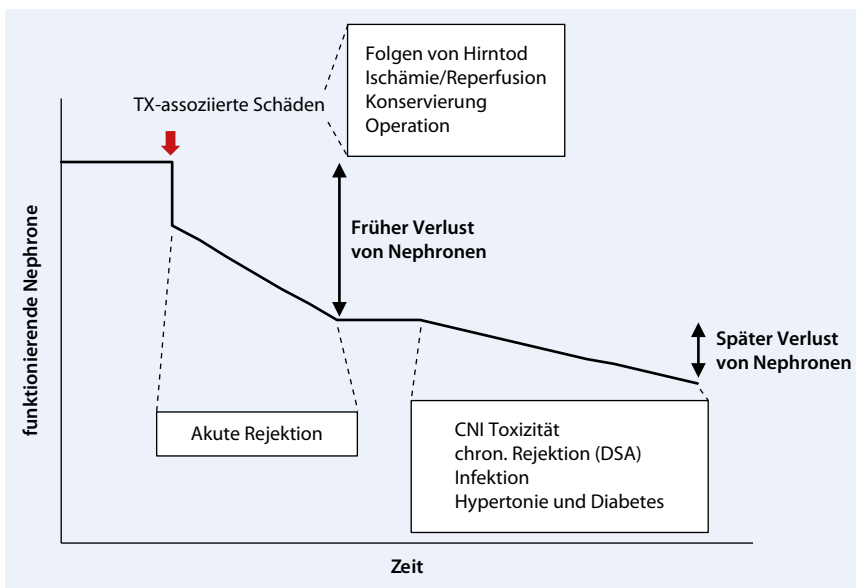 Folgen von Hirntod
Ischämie/Reperfusion
Konservierung
Operation
TX-assoziierte Schäden
Früher Verlust
von Nephronen
Später Verlust
von Nephronen
Akute Rejektion
CNI Toxizität
chron. Rejektion (DSA)
Infektion
Hypertonie und Diabetes
funktionierende Nephrone
Zeit